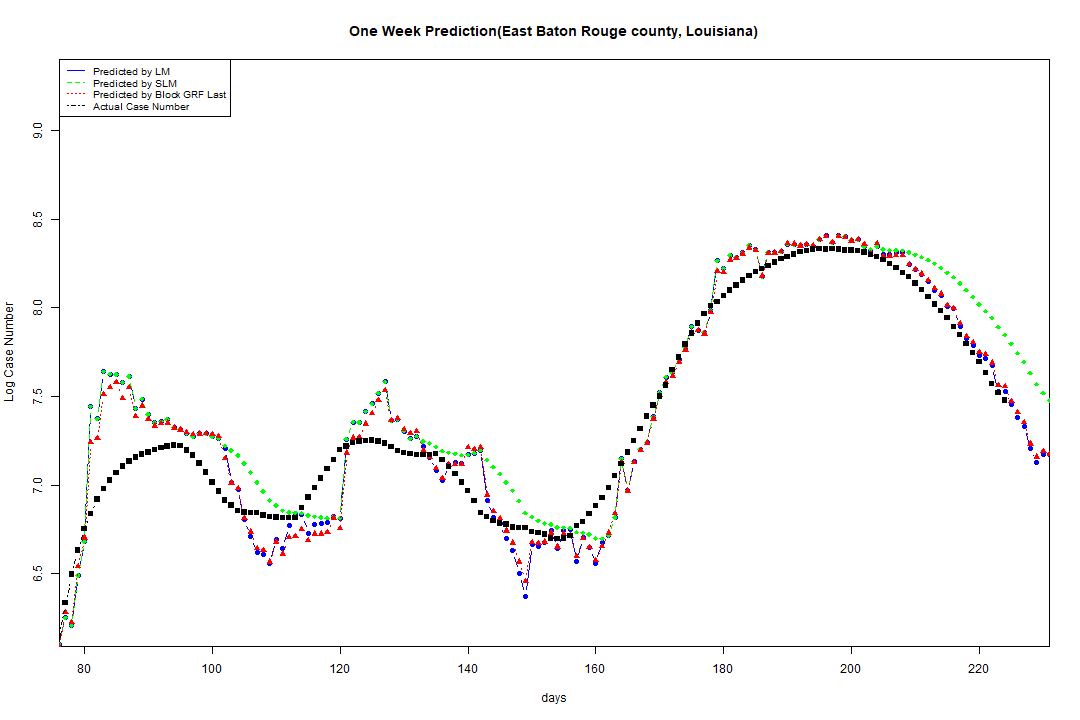 One Week Prediction(East Baton Rouge county, Louisiana)
Predicted by LM
Predicted by SLM
Predicted by Block GRF Last
Actual Case Number
9.0
8.5
8.0
7.5
7.0
6.5
Log Case Number
80 100 120 140 160 180 200 220
days